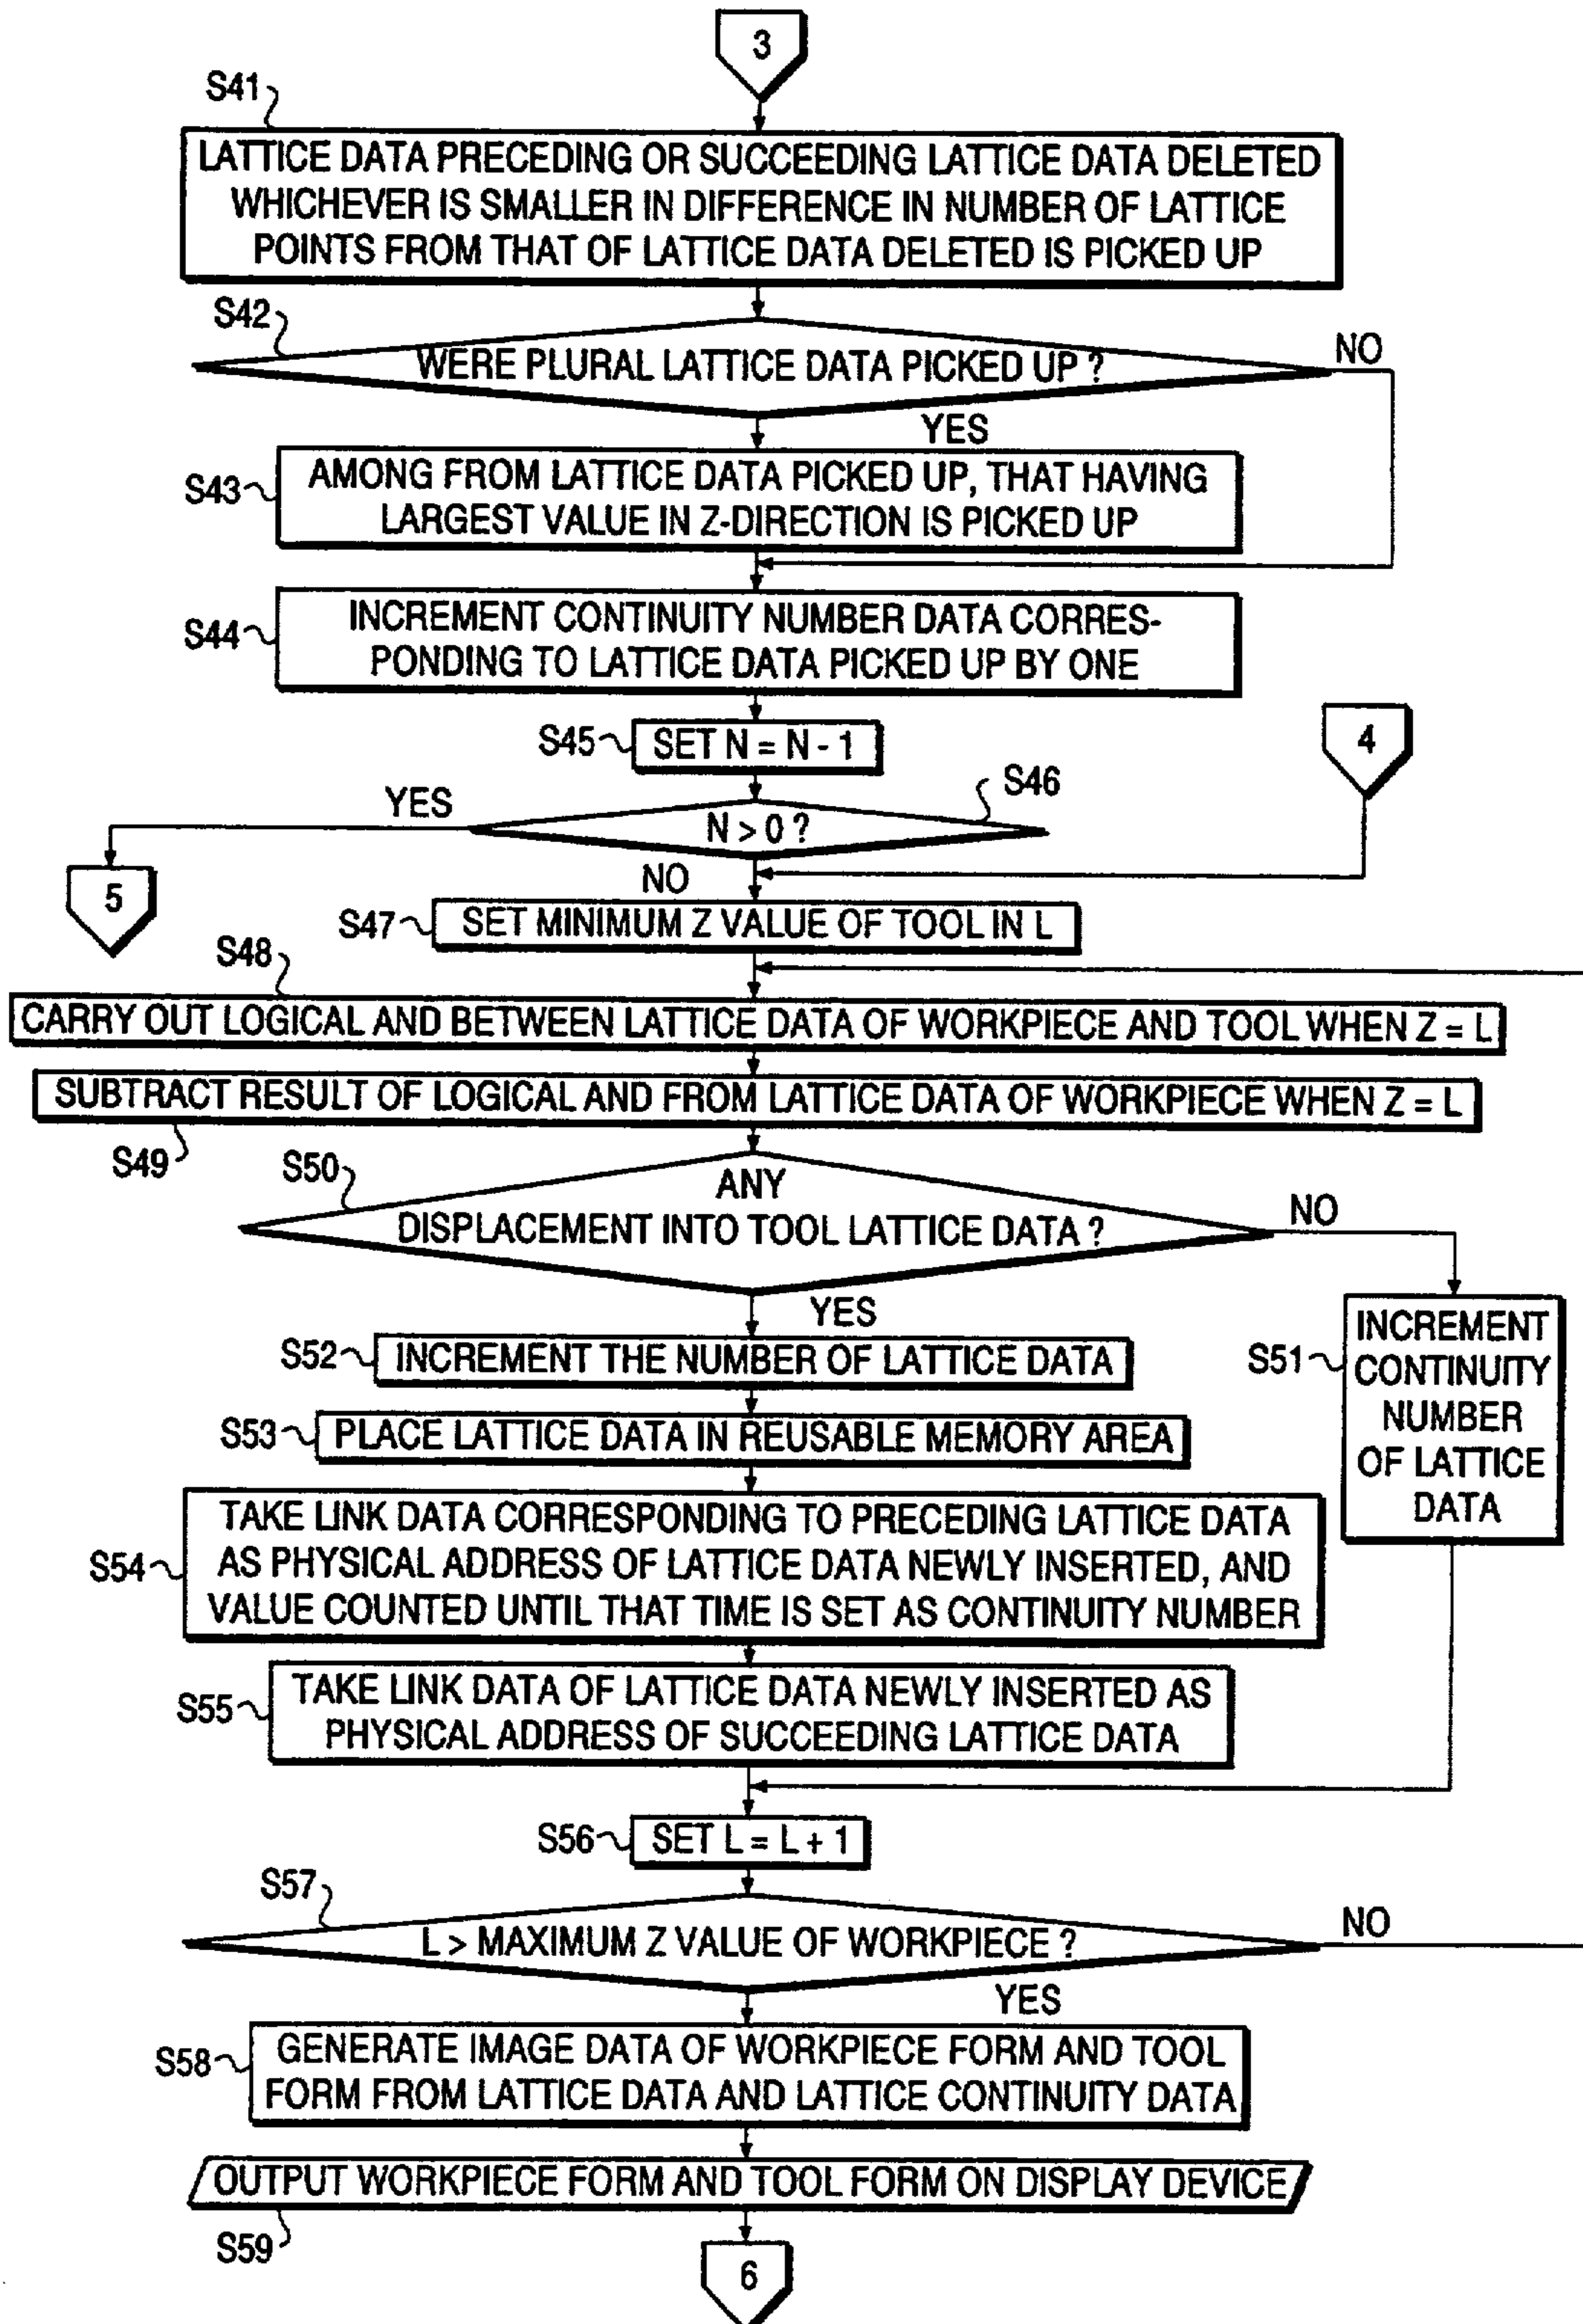 3
S41
LATTICE DATA PRECEDING OR SUCCEEDING LATTICE DATA DELETED
WHICHEVER IS SMALLER IN DIFFERENCE IN NUMBER OF LATTICE
POINTS FROM THAT OF LATTICE DATA DELETED IS PICKED UP
S42
WERE PLURAL LATTICE DATA PICKED UP ?
NO
YES
S43
AMONG FROM LATTICE DATA PICKED UP, THAT HAVING
LARGEST VALUE IN Z-DIRECTION IS PICKED UP
S44
INCREMENT CONTINUITY NUMBER DATA CORRES-
PONDING TO LATTICE DATA PICKED UP BY ONE
S45
SET N = N - 1
4
S46
YES
N > 0 ?
5
NO
S47
SET MINIMUM Z VALUE OF TOOL IN L
S48
CARRY OUT LOGICAL AND BETWEEN LATTICE DATA OF WORKPIECE AND TOOL WHEN Z = L
SUBTRACT RESULT OF LOGICAL AND FROM LATTICE DATA OF WORKPIECE WHEN Z = L
S49
S50
ANY
DISPLACEMENT INTO TOOL LATTICE DATA ?
NO
YES
S51
INCREMENT
CONTINUITY
NUMBER
OF LATTICE
DATA
S52
INCREMENT THE NUMBER OF LATTICE DATA
S53
PLACE LATTICE DATA IN REUSABLE MEMORY AREA
S54
TAKE LINK DATA CORRESPONDING TO PRECEDING LATTICE DATA
AS PHYSICAL ADDRESS OF LATTICE DATA NEWLY INSERTED, AND
VALUE COUNTED UNTIL THAT TIME IS SET AS CONTINUITY NUMBER
S55
TAKE LINK DATA OF LATTICE DATA NEWLY INSERTED AS
PHYSICAL ADDRESS OF SUCCEEDING LATTICE DATA
S56
SET L = L + 1
S57
L > MAXIMUM Z VALUE OF WORKPIECE ?
NO
YES
S58
GENERATE IMAGE DATA OF WORKPIECE FORM AND TOOL
FORM FROM LATTICE DATA AND LATTICE CONTINUITY DATA
OUTPUT WORKPIECE FORM AND TOOL FORM ON DISPLAY DEVICE
S59
6